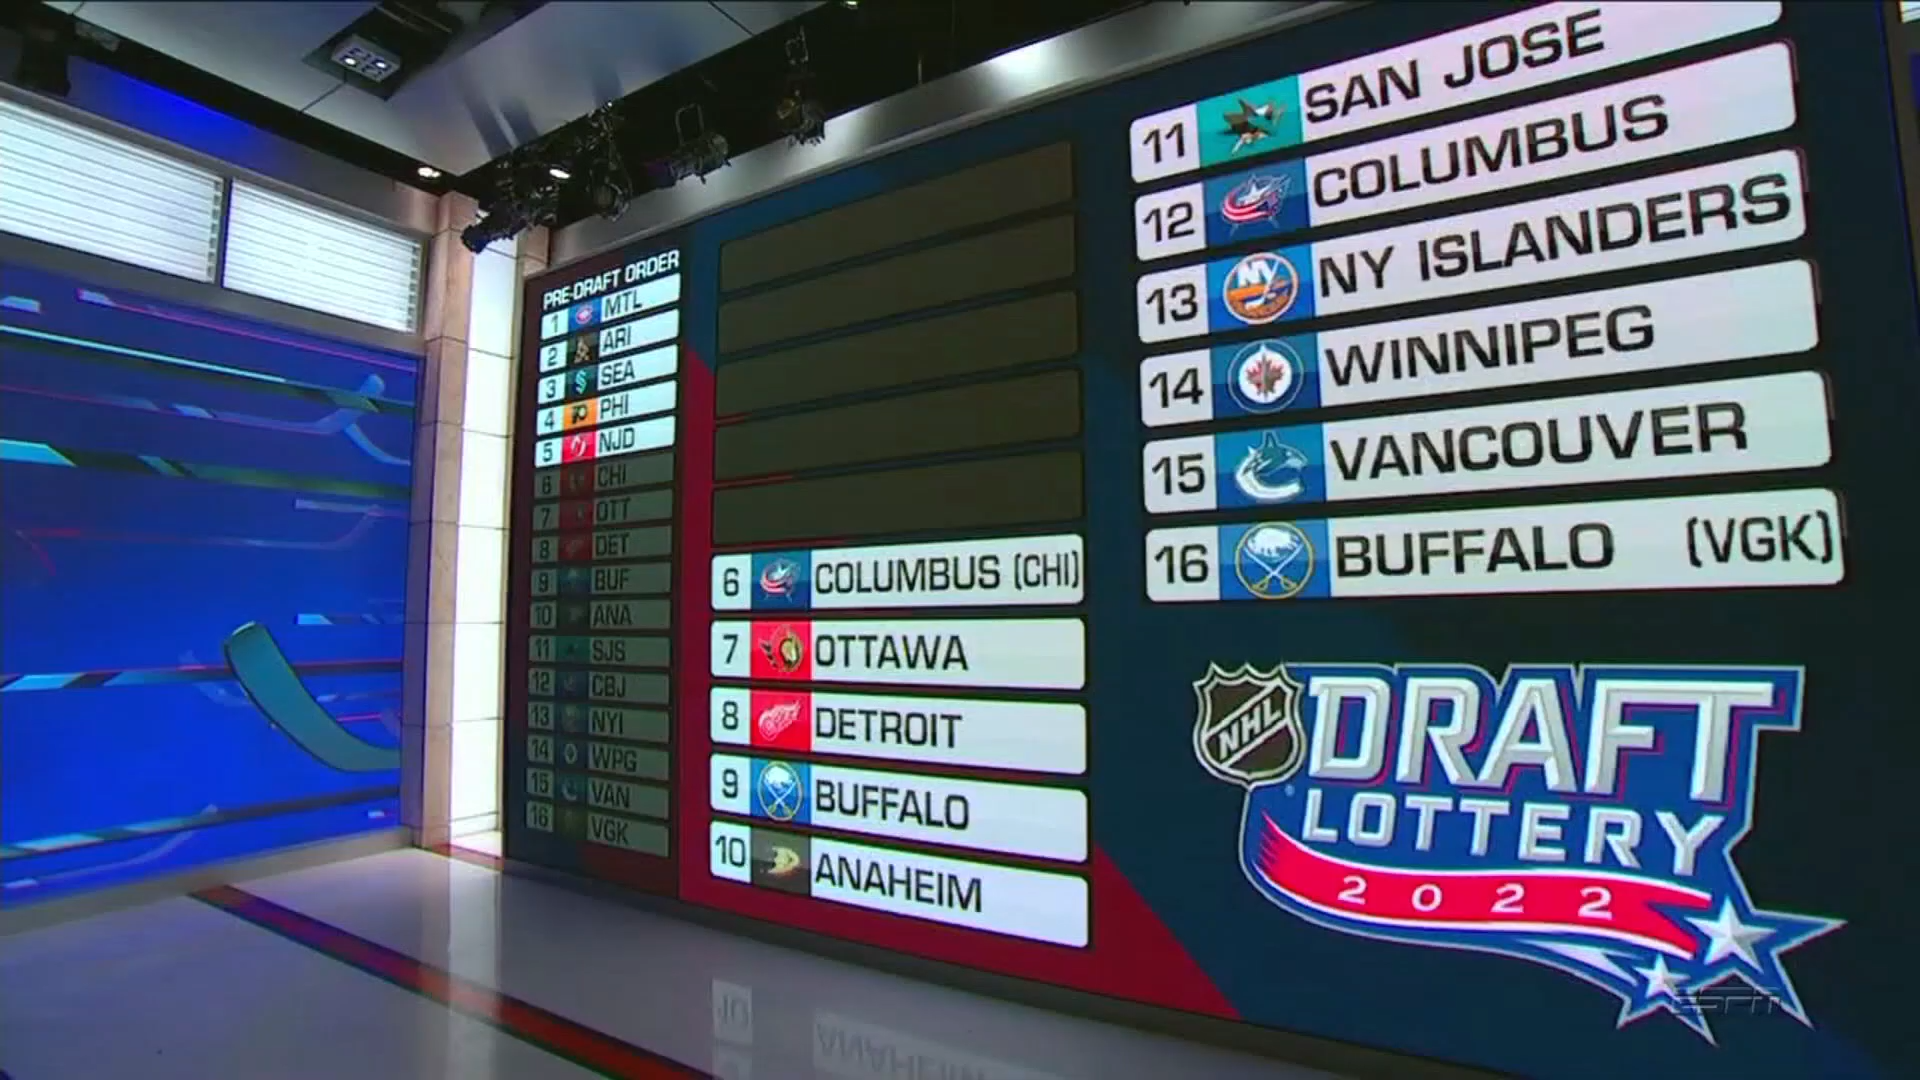 PRE-DRAFT ORDER
1 MTL
2 ARI
3 SEA
4 PHI
5 NJD
6 CHI
7 OTT
8 DET
9 BUF
10 ANA
11 SJS
12 CBJ
13 NYI
14 WPG
15 VAN
16 VGK
6 COLUMBUS (CHI)
7 OTTAWA
8 DETROIT
9 BUFFALO
10 ANAHEIM
11 SAN JOSE
12 COLUMBUS
13 NY ISLANDERS
NY
14 WINNIPEG
15 VANCOUVER
16 BUFFALO (VGK)
NHL
DRAFT
LOTTERY
2022
ESPN